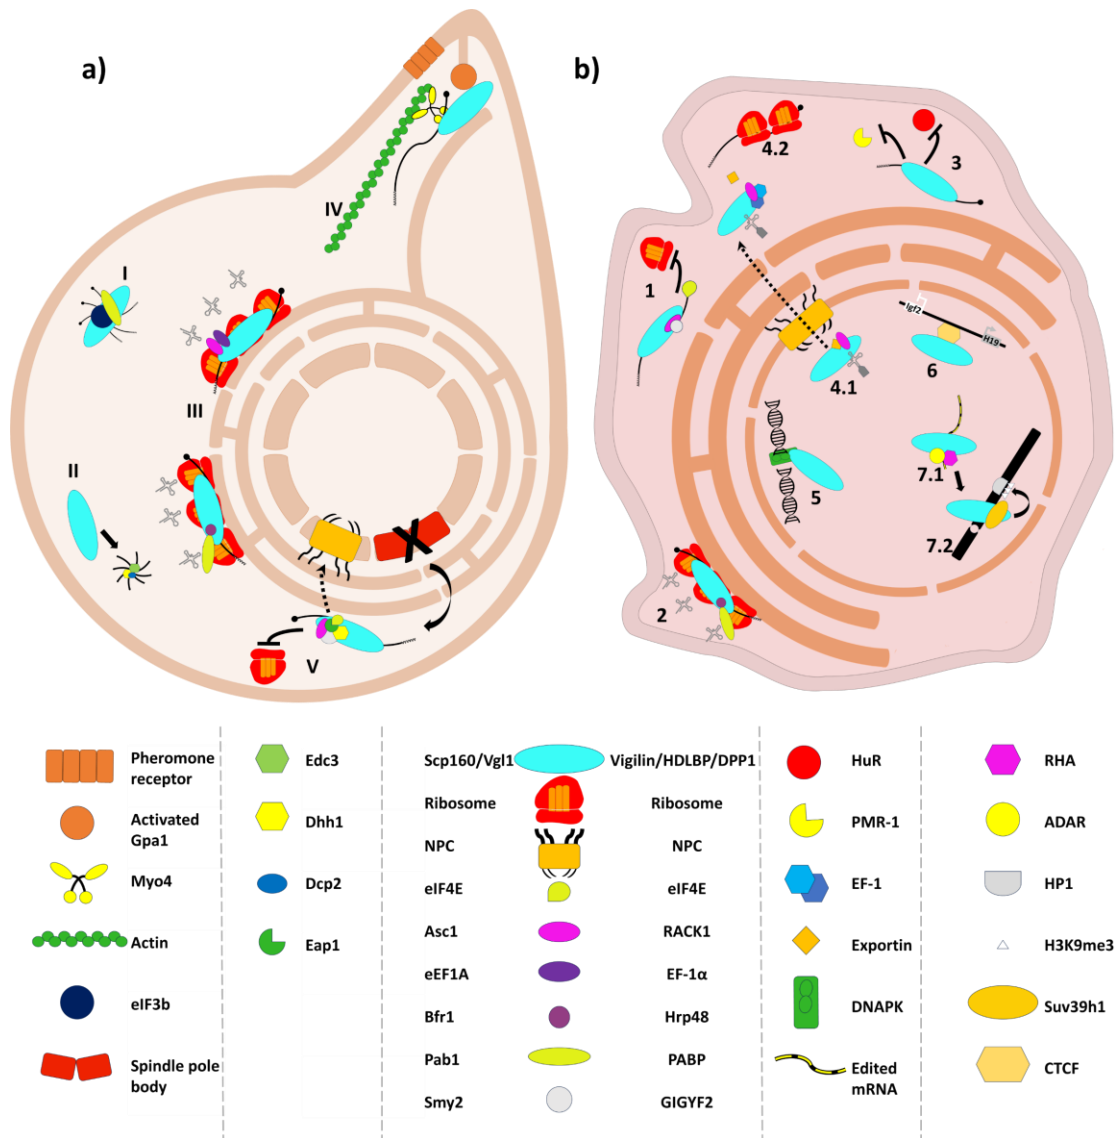 a)
b)
IV
I
III
II
V
4.2
3
1
4.1
Igf2
H19
6
5
7.1
7.2
2
Pheromone
receptor
Activated
Gpa1
Myo4
Actin
eIF3b
Spindle pole
body
Edc3
Dhh1
Dcp2
Eap1
Scp160/Vgl1 Vigilin/HDLBP/DPP1
Ribosome Ribosome
NPC NPC
eIF4E eIF4E
Asc1 RACK1
eEF1A EF-1α
Bfr1 Hrp48
Pab1 PABP
Smy2 GIGYF2
HuR
PMR-1
EF-1
Exportin
DNAPK
Edited
mRNA
RHA
ADAR
HP1
H3K9me3
Suv39h1
CTCF